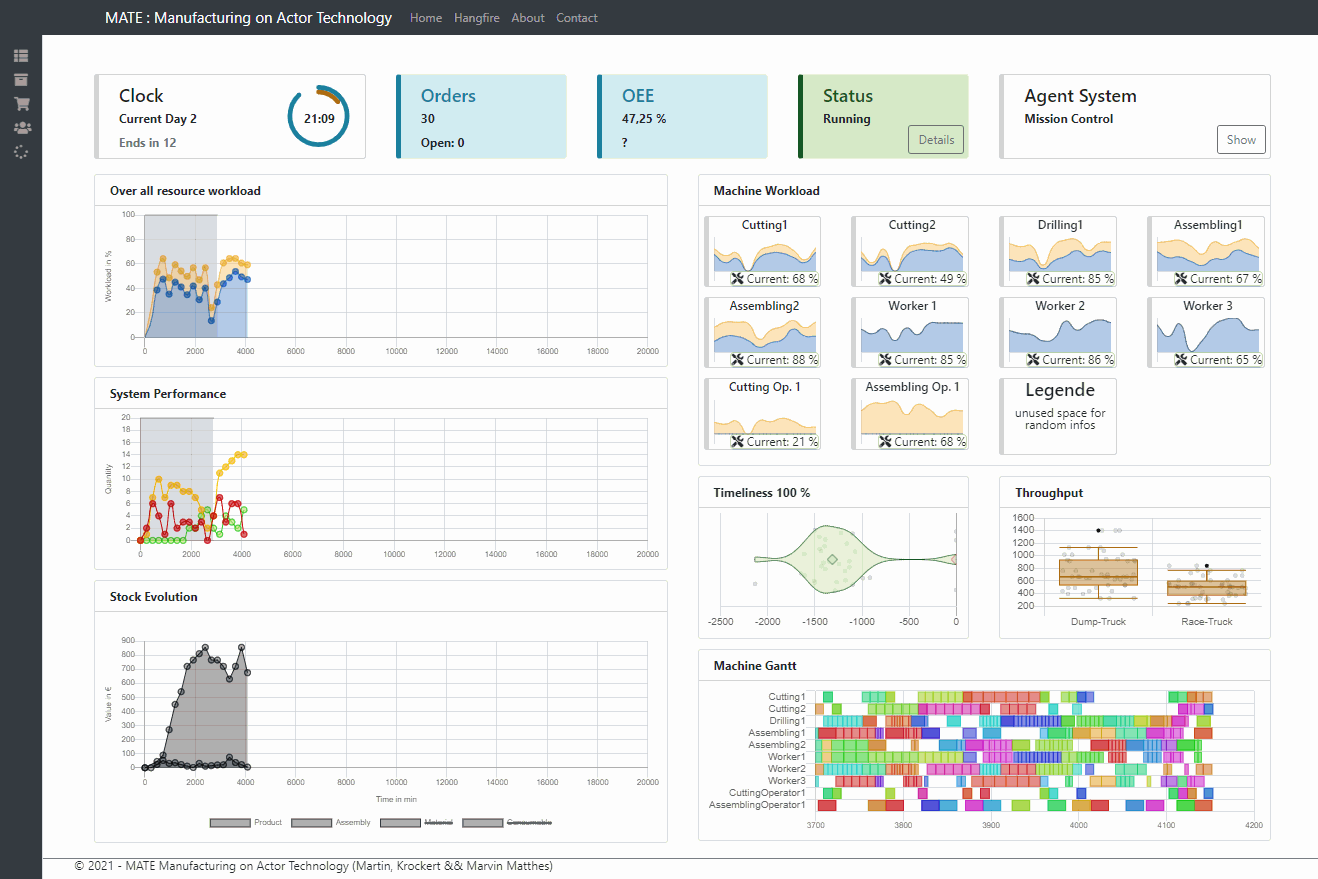 MATE : Manufacturing on Actor Technology Home Hangfire About Contact
Clock
Current Day 2
Ends in 12
21:09
Orders
30
Open: 0
OEE
47,25 %
?
Status
Running
Details
Agent System
Mission Control
Show
Over all resource workload
Workload in %
100
80
60
40
20
0
0 2000 4000 6000 8000 10000 12000 14000 16000 18000 20000
System Performance
Quantity
20
18
16
14
12
10
8
6
4
2
0
0 2000 4000 6000 8000 10000 12000 14000 16000 18000 20000
Stock Evolution
Value in €
900
800
700
600
500
400
300
200
100
0
0 2000 4000 6000 8000 10000 12000 14000 16000 18000 20000
Time in min
Product Assembly Material Consumable
Machine Workload
Cutting1
Current: 68 %
Cutting2
Current: 49 %
Drilling1
Current: 85 %
Assembling1
Current: 67 %
Assembling2
Current: 88 %
Worker 1
Current: 85 %
Worker 2
Current: 86 %
Worker 3
Current: 65 %
Cutting Op. 1
Current: 21 %
Assembling Op. 1
Current: 68 %
Legende
unused space for
random infos
Timeliness 100 %
-2500 -2000 -1500 -1000 -500 0
Throughput
1600
1400
1200
1000
800
600
400
200
Dump-Truck Race-Truck
Machine Gantt
Cutting1
Cutting2
Drilling1
Assembling1
Assembling2
Worker1
Worker2
Worker3
CuttingOperator1
AssemblingOperator1
3700 3800 3900 4000 4100 4200
© 2021 - MATE Manufacturing on Actor Technology (Martin, Krockert && Marvin Matthes)